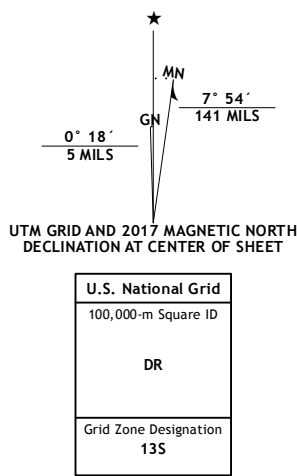 MN
GN
7° 54´
141 MILS
0° 18´
5 MILS
UTM GRID AND 2017 MAGNETIC NORTH
DECLINATION AT CENTER OF SHEET
U.S. National Grid
100,000-m Square ID
DR
Grid Zone Designation
13S